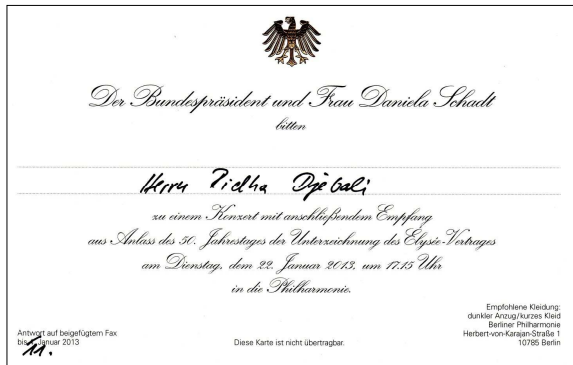 Der Bundespräsident und Frau Daniela Schadt
bitten
Herrn Ridha Djebali
zu einem Konzert mit anschließendem Empfang
aus Anlass des 50. Jahrestages der Unterzeichnung des Élysée-Vertrages
am Dienstag, dem 22. Januar 2013, um 17.15 Uhr
in die Philharmonie.
Antwort auf beigefügtem Fax
bis Januar 2013
11.
Diese Karte ist nicht übertragbar.
Empfohlene Kleidung:
dunkler Anzug/kurzes Kleid
Berliner Philharmonie
Herbert-von-Karajan-Straße 1
10785 Berlin